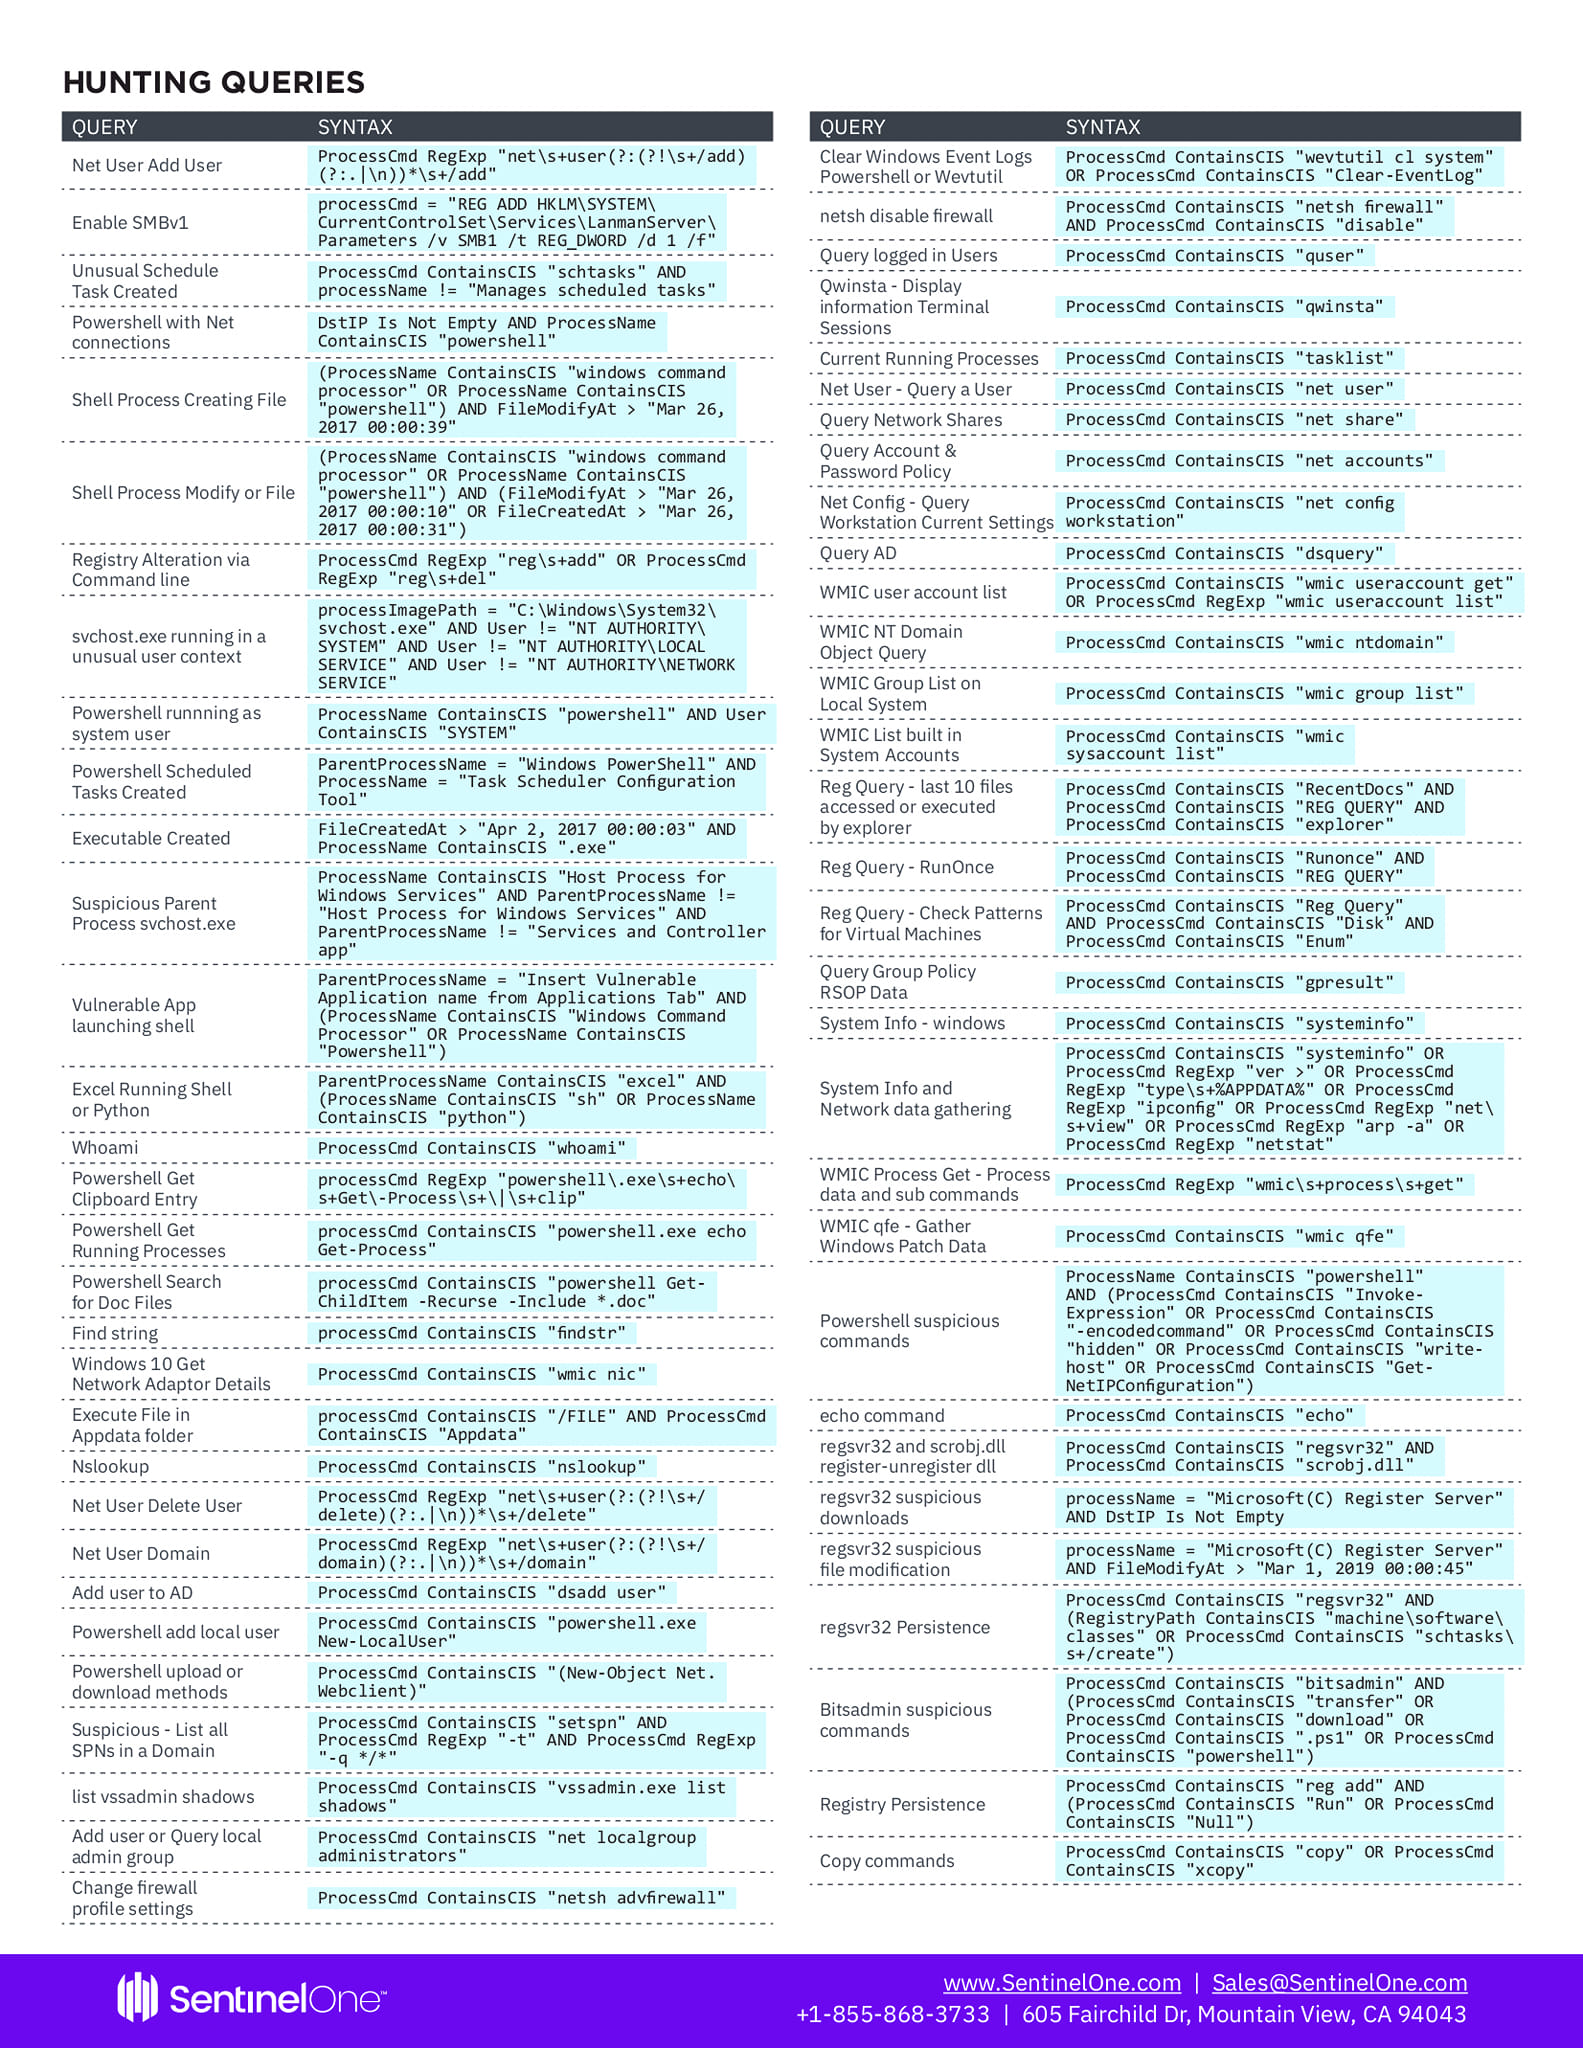 HUNTING QUERIES
QUERY SYNTAX
Net User Add User
ProcessCmd RegExp "net\s+user(?:(?!\s+/add)
(?:.|\n))*\s+/add"
Enable SMBv1
processCmd = "REG ADD HKLM\SYSTEM\
CurrentControlSet\Services\LanmanServer\
Parameters /v SMB1 /t REG_DWORD /d 1 /f"
Unusual Schedule
Task Created
ProcessCmd ContainsCIS "schtasks" AND
processName != "Manages scheduled tasks"
Powershell with Net
connections
DstIP Is Not Empty AND ProcessName
ContainsCIS "powershell"
Shell Process Creating File
(ProcessName ContainsCIS "windows command
processor" OR ProcessName ContainsCIS
"powershell") AND FileModifyAt > "Mar 26,
2017 00:00:39"
Shell Process Modify or File
(ProcessName ContainsCIS "windows command
processor" OR ProcessName ContainsCIS
"powershell") AND (FileModifyAt > "Mar 26,
2017 00:00:10" OR FileCreatedAt > "Mar 26,
2017 00:00:31")
Registry Alteration via
Command line
ProcessCmd RegExp "reg\s+add" OR ProcessCmd
RegExp "reg\s+del"
svchost.exe running in a
unusual user context
processImagePath = "C:\Windows\System32\
svchost.exe" AND User != "NT AUTHORITY\
SYSTEM" AND User != "NT AUTHORITY\LOCAL
SERVICE" AND User != "NT AUTHORITY\NETWORK
SERVICE"
Powershell runnning as
system user
ProcessName ContainsCIS "powershell" AND User
ContainsCIS "SYSTEM"
Powershell Scheduled
Tasks Created
ParentProcessName = "Windows PowerShell" AND
ProcessName = "Task Scheduler Configuration
Tool"
Executable Created
FileCreatedAt > "Apr 2, 2017 00:00:03" AND
ProcessName ContainsCIS ".exe"
Suspicious Parent
Process svchost.exe
ProcessName ContainsCIS "Host Process for
Windows Services" AND ParentProcessName !=
"Host Process for Windows Services" AND
ParentProcessName != "Services and Controller
app"
Vulnerable App
launching shell
ParentProcessName = "Insert Vulnerable
Application name from Applications Tab" AND
(ProcessName ContainsCIS "Windows Command
Processor" OR ProcessName ContainsCIS
"Powershell")
Excel Running Shell
or Python
ParentProcessName ContainsCIS "excel" AND
(ProcessName ContainsCIS "sh" OR ProcessName
ContainsCIS "python")
Whoami
ProcessCmd ContainsCIS "whoami"
Powershell Get
Clipboard Entry
processCmd RegExp "powershell\.exe\s+echo\
s+Get\-Process\s+\|\s+clip"
Powershell Get
Running Processes
processCmd ContainsCIS "powershell.exe echo
Get-Process"
Powershell Search
for Doc Files
processCmd ContainsCIS "powershell Get-
ChildItem -Recurse -Include *.doc"
Find string
processCmd ContainsCIS "findstr"
Windows 10 Get
Network Adaptor Details
ProcessCmd ContainsCIS "wmic nic"
Execute File in
Appdata folder
processCmd ContainsCIS "/FILE" AND ProcessCmd
ContainsCIS "Appdata"
Nslookup
ProcessCmd ContainsCIS "nslookup"
Net User Delete User
ProcessCmd RegExp "net\s+user(?:(?!\s+/
delete)(?:.|\n))*\s+/delete"
Net User Domain
ProcessCmd RegExp "net\s+user(?:(?!\s+/
domain)(?:.|\n))*\s+/domain"
Add user to AD
ProcessCmd ContainsCIS "dsadd user"
Powershell add local user
ProcessCmd ContainsCIS "powershell.exe
New-LocalUser"
Powershell upload or
download methods
ProcessCmd ContainsCIS "(New-Object Net.
Webclient)"
Suspicious - List all
SPNs in a Domain
ProcessCmd ContainsCIS "setspn" AND
ProcessCmd RegExp "-t" AND ProcessCmd RegExp
"-q */*"
list vssadmin shadows
ProcessCmd ContainsCIS "vssadmin.exe list
shadows"
Add user or Query local
admin group
ProcessCmd ContainsCIS "net localgroup
administrators"
Change firewall
profile settings
ProcessCmd ContainsCIS "netsh advfirewall"
QUERY SYNTAX
Clear Windows Event Logs
Powershell or Wevtutil
ProcessCmd ContainsCIS "wevtutil cl system"
OR ProcessCmd ContainsCIS "Clear-EventLog"
netsh disable firewall
ProcessCmd ContainsCIS "netsh firewall"
AND ProcessCmd ContainsCIS "disable"
Query logged in Users
ProcessCmd ContainsCIS "quser"
Qwinsta - Display
information Terminal
Sessions
ProcessCmd ContainsCIS "qwinsta"
Current Running Processes
ProcessCmd ContainsCIS "tasklist"
Net User - Query a User
ProcessCmd ContainsCIS "net user"
Query Network Shares
ProcessCmd ContainsCIS "net share"
Query Account &
Password Policy
ProcessCmd ContainsCIS "net accounts"
Net Config - Query
Workstation Current Settings
ProcessCmd ContainsCIS "net config
workstation"
Query AD
ProcessCmd ContainsCIS "dsquery"
WMIC user account list
ProcessCmd ContainsCIS "wmic useraccount get"
OR ProcessCmd RegExp "wmic useraccount list"
WMIC NT Domain
Object Query
ProcessCmd ContainsCIS "wmic ntdomain"
WMIC Group List on
Local System
ProcessCmd ContainsCIS "wmic group list"
WMIC List built in
System Accounts
ProcessCmd ContainsCIS "wmic
sysaccount list"
Reg Query - last 10 files
accessed or executed
by explorer
ProcessCmd ContainsCIS "RecentDocs" AND
ProcessCmd ContainsCIS "REG QUERY" AND
ProcessCmd ContainsCIS "explorer"
Reg Query - RunOnce
ProcessCmd ContainsCIS "Runonce" AND
ProcessCmd ContainsCIS "REG QUERY"
Reg Query - Check Patterns
for Virtual Machines
ProcessCmd ContainsCIS "Reg Query"
AND ProcessCmd ContainsCIS "Disk" AND
ProcessCmd ContainsCIS "Enum"
Query Group Policy
RSOP Data
ProcessCmd ContainsCIS "gpresult"
System Info - windows
ProcessCmd ContainsCIS "systeminfo"
System Info and
Network data gathering
ProcessCmd ContainsCIS "systeminfo" OR
ProcessCmd RegExp "ver >" OR ProcessCmd
RegExp "type\s+%APPDATA%" OR ProcessCmd
RegExp "ipconfig" OR ProcessCmd RegExp "net\
s+view" OR ProcessCmd RegExp "arp -a" OR
ProcessCmd RegExp "netstat"
WMIC Process Get - Process
data and sub commands
ProcessCmd RegExp "wmic\s+process\s+get"
WMIC qfe - Gather
Windows Patch Data
ProcessCmd ContainsCIS "wmic qfe"
Powershell suspicious
commands
ProcessName ContainsCIS "powershell"
AND (ProcessCmd ContainsCIS "Invoke-
Expression" OR ProcessCmd ContainsCIS
"-encodedcommand" OR ProcessCmd ContainsCIS
"hidden" OR ProcessCmd ContainsCIS "write-
host" OR ProcessCmd ContainsCIS "Get-
NetIPConfiguration")
echo command
ProcessCmd ContainsCIS "echo"
regsvr32 and scrobj.dll
register-unregister dll
ProcessCmd ContainsCIS "regsvr32" AND
ProcessCmd ContainsCIS "scrobj.dll"
regsvr32 suspicious
downloads
processName = "Microsoft(C) Register Server"
AND DstIP Is Not Empty
regsvr32 suspicious
file modification
processName = "Microsoft(C) Register Server"
AND FileModifyAt > "Mar 1, 2019 00:00:45"
regsvr32 Persistence
ProcessCmd ContainsCIS "regsvr32" AND
(RegistryPath ContainsCIS "machine\software\
classes" OR ProcessCmd ContainsCIS "schtasks\
s+/create")
Bitsadmin suspicious
commands
ProcessCmd ContainsCIS "bitsadmin" AND
(ProcessCmd ContainsCIS "transfer" OR
ProcessCmd ContainsCIS "download" OR
ProcessCmd ContainsCIS ".ps1" OR ProcessCmd
ContainsCIS "powershell")
Registry Persistence
ProcessCmd ContainsCIS "reg add" AND
(ProcessCmd ContainsCIS "Run" OR ProcessCmd
ContainsCIS "Null")
Copy commands
ProcessCmd ContainsCIS "copy" OR ProcessCmd
ContainsCIS "xcopy"
SentinelOne™
www.SentinelOne.com | Sales@SentinelOne.com
+1-855-868-3733 | 605 Fairchild Dr, Mountain View, CA 94043